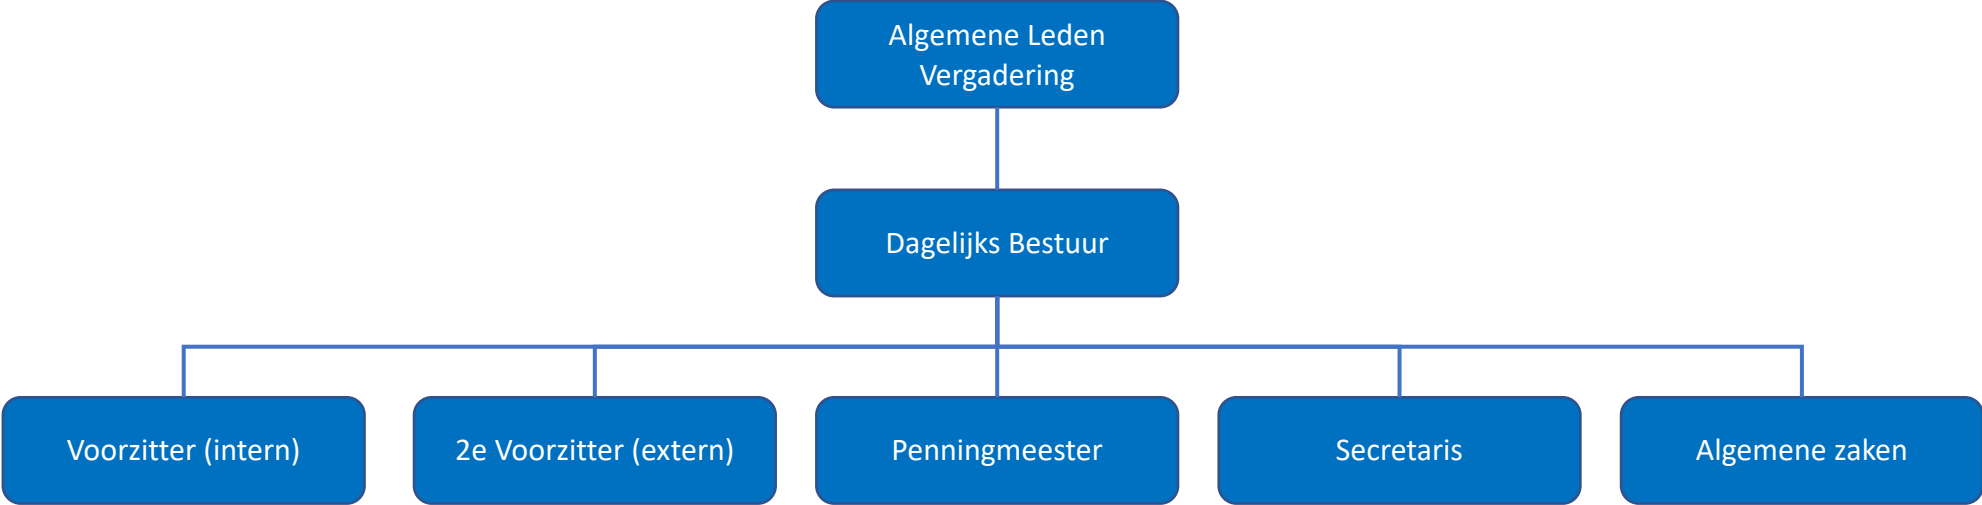 Algemene Leden
Vergadering
Dagelijks Bestuur
Voorzitter (intern)
2e Voorzitter (extern)
Penningmeester
Secretaris
Algemene zaken